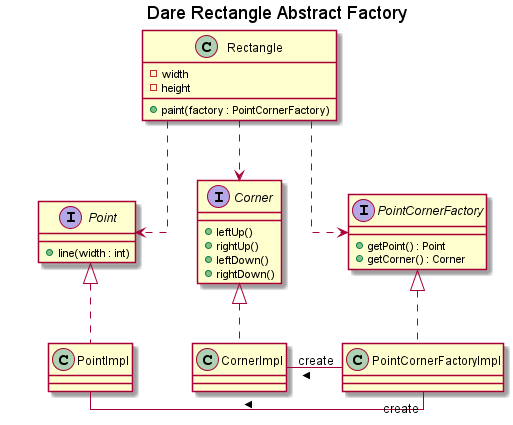 Dare Rectangle Abstract Factory
C Rectangle
width
height
paint(factory : PointCornerFactory)
I Point
line(width : int)
I Corner
leftUp()
rightUp()
leftDown()
rightDown()
I PointCornerFactory
getPoint() : Point
getCorner() : Corner
C PointImpl
C CornerImpl
create
C PointCornerFactoryImpl
create